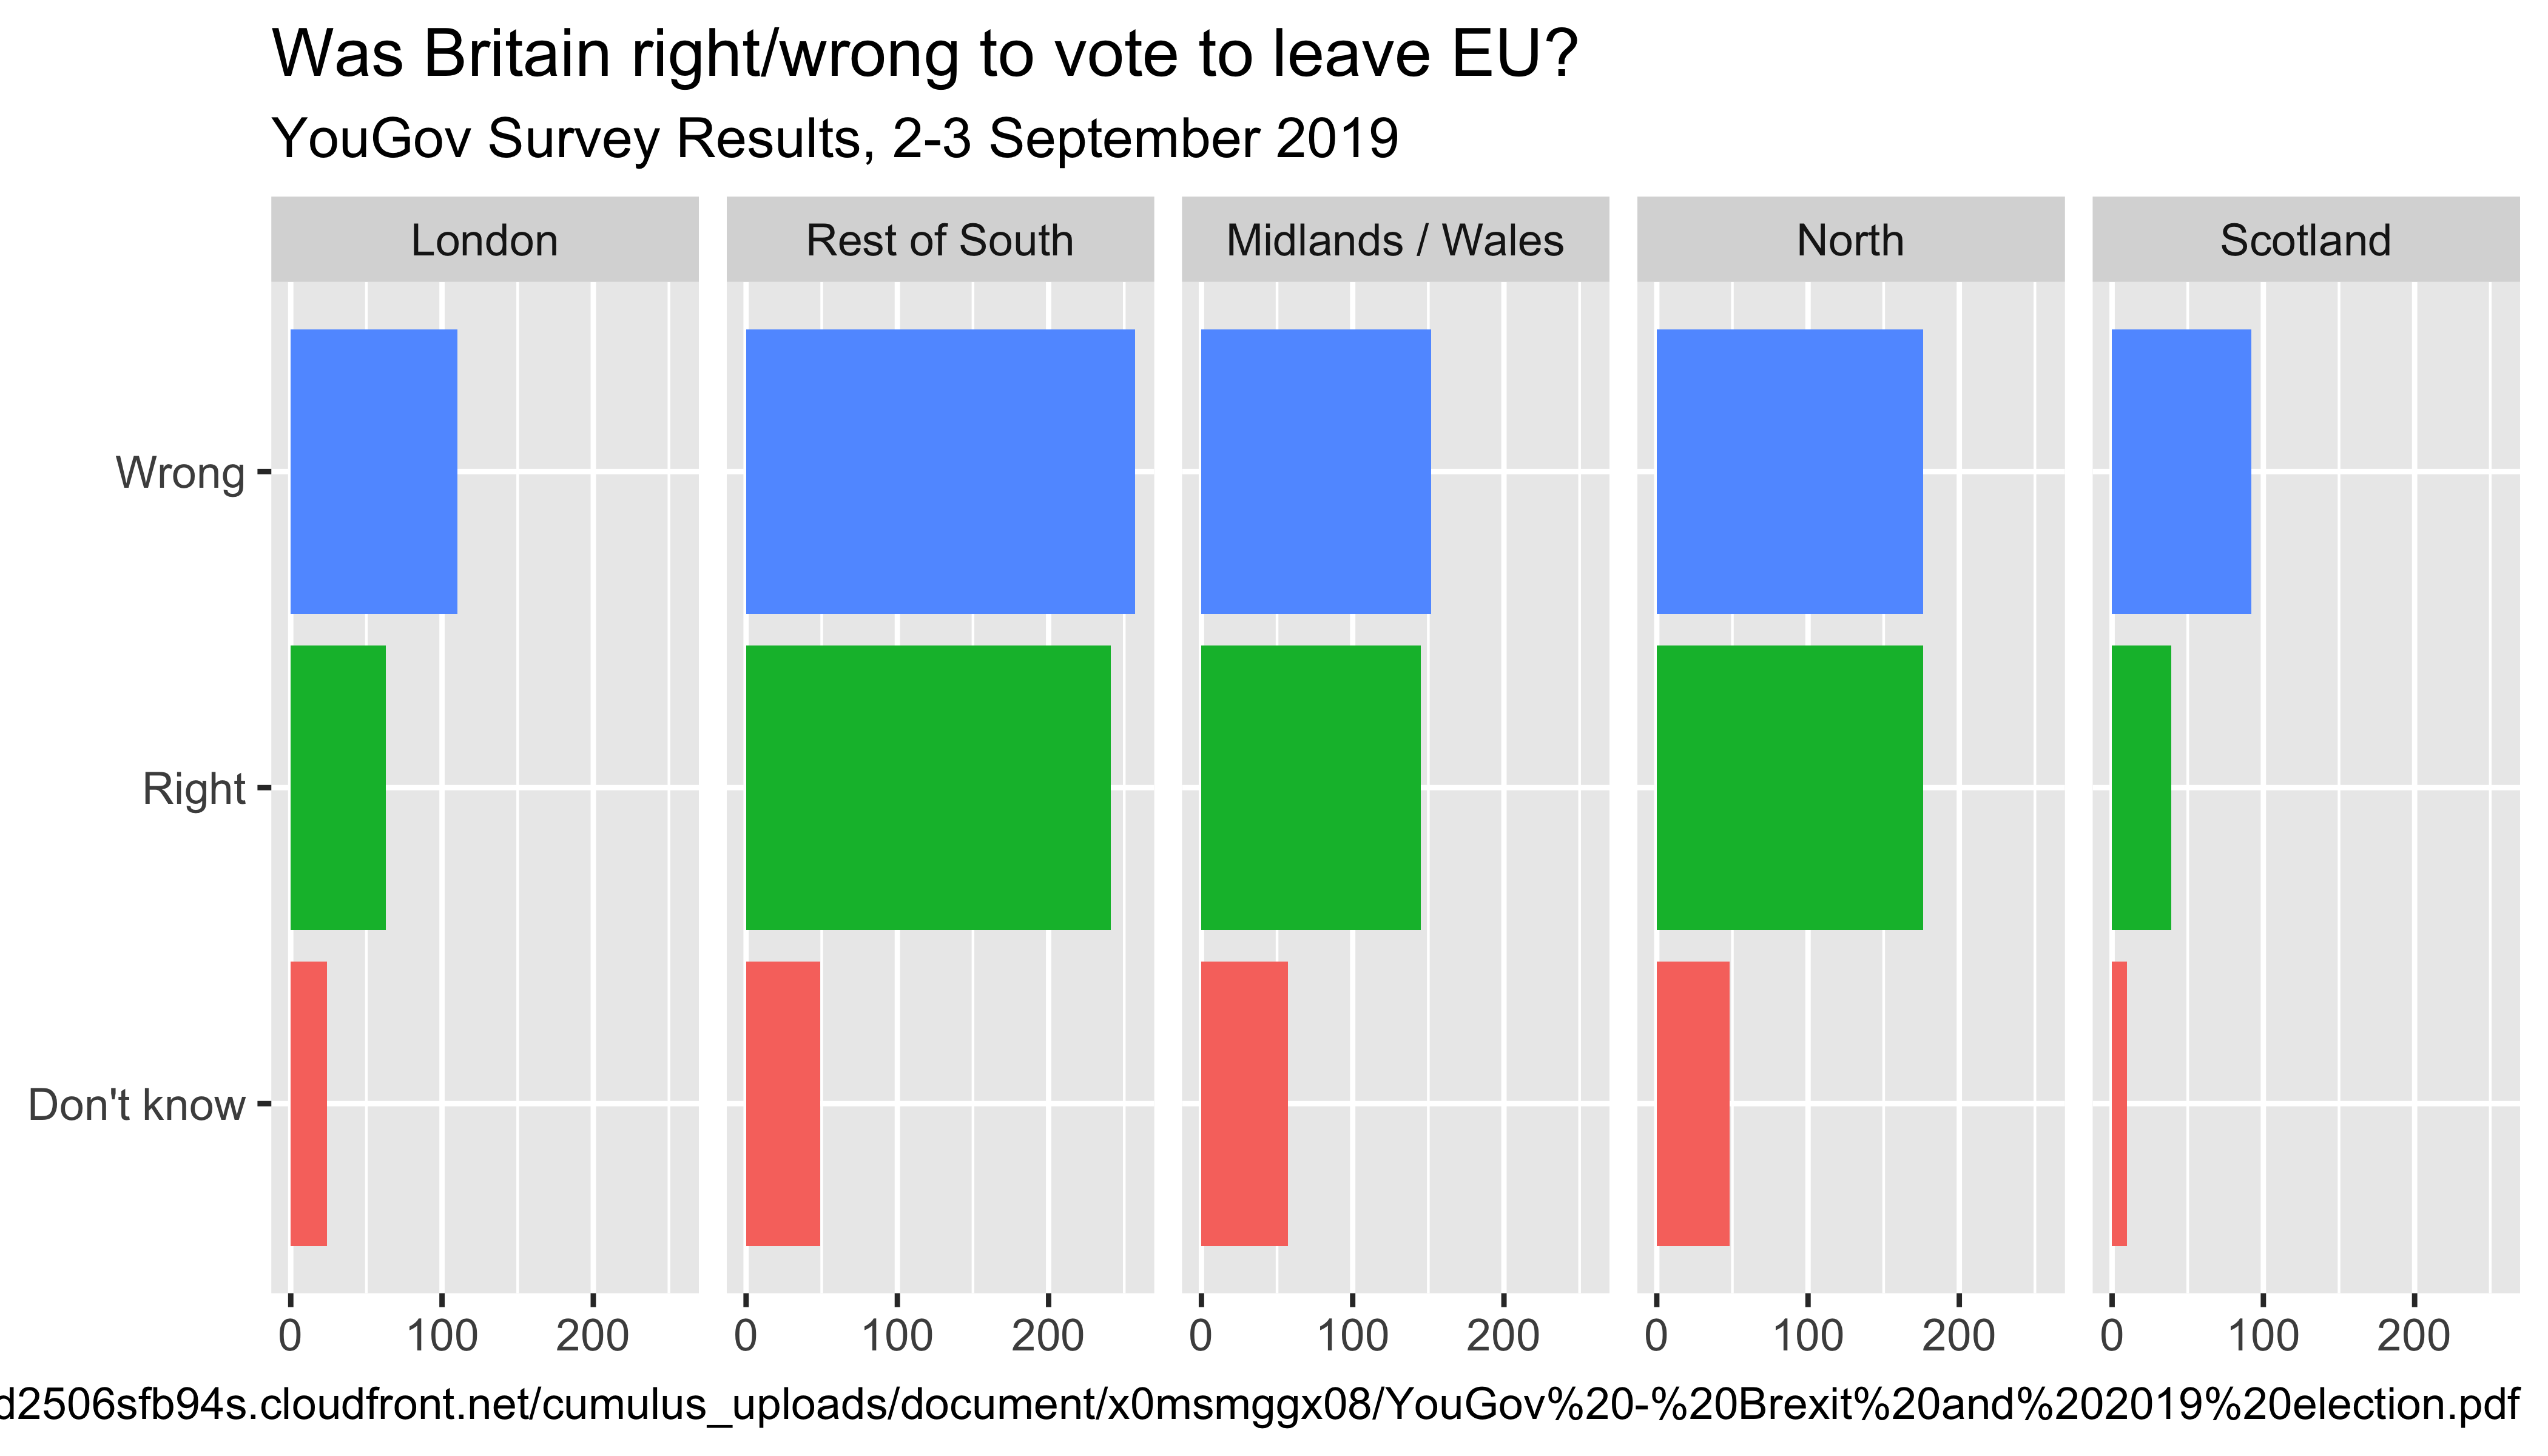 Was Britain right/wrong to vote to leave EU?
YouGov Survey Results, 2-3 September 2019
London Rest of South Midlands / Wales North Scotland
Wrong
Right
Don't know
0 100 200 0 100 200 0 100 200 0 100 200 0 100 200
d2506sfb94s.cloudfront.net/cumulus_uploads/document/x0msmggx08/YouGov%20-%20Brexit%20and%202019%20election.pdf